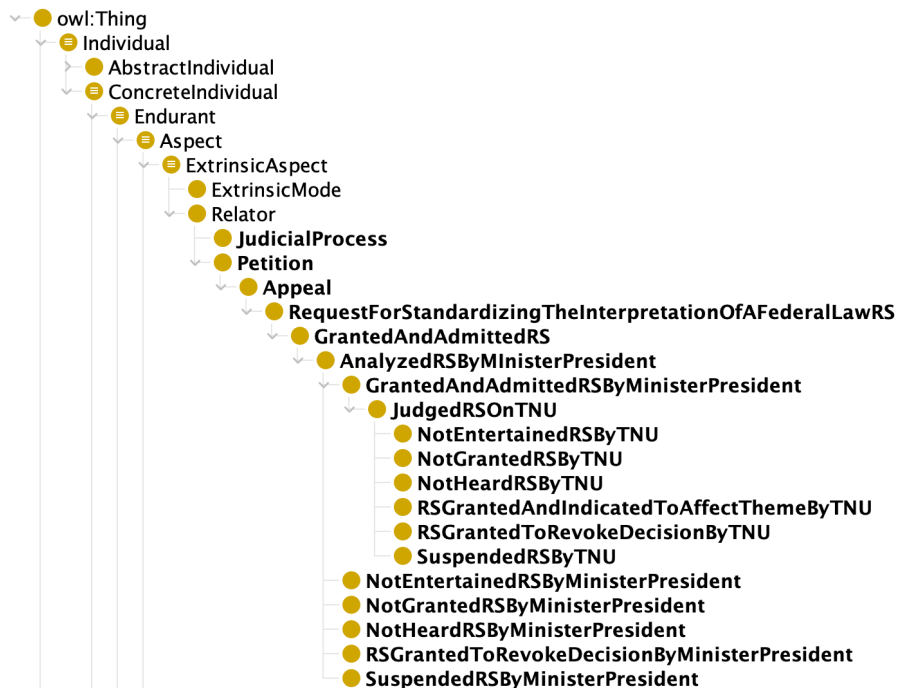 owl:Thing
Individual
AbstractIndividual
ConcreteIndividual
Endurant
Aspect
ExtrinsicAspect
ExtrinsicMode
Relator
JudicialProcess
Petition
Appeal
RequestForStandardizingTheInterpretationOfAFederalLawRS
GrantedAndAdmittedRS
AnalyzedRSByMInisterPresident
GrantedAndAdmittedRSByMinisterPresident
JudgedRSOnTNU
NotEntertainedRSByTNU
NotGrantedRSByTNU
NotHeardRSByTNU
RSGrantedAndIndicatedToAffectThemeByTNU
RSGrantedToRevokeDecisionByTNU
SuspendedRSByTNU
NotEntertainedRSByMinisterPresident
NotGrantedRSByMinisterPresident
NotHeardRSByMinisterPresident
RSGrantedToRevokeDecisionByMinisterPresident
SuspendedRSByMinisterPresident